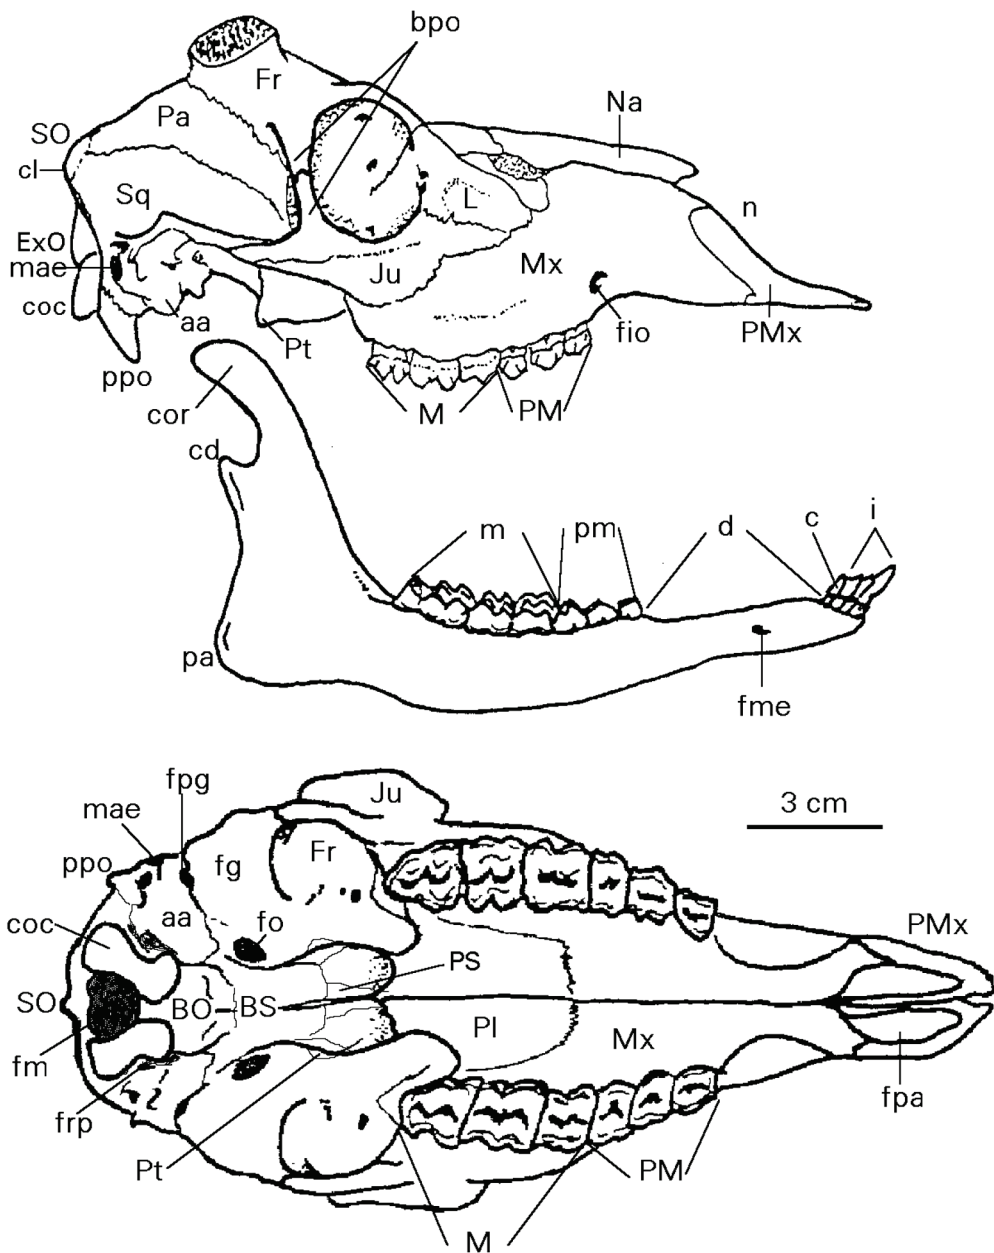 bpo
Fr
Na
Pa
SO
cl
Sq
L
n
ExO
mae
Ju
Mx
coc
aa
Pt
fio
PMx
ppo
M
PM
cor
cd
m
pm
d
c
i
pa
fme
fpg
mae
Ju
3 cm
ppo
fg
Fr
aa
fo
coc
PMx
PS
SO
BO
BS
Pl
Mx
fm
fpa
frp
Pt
PM
M